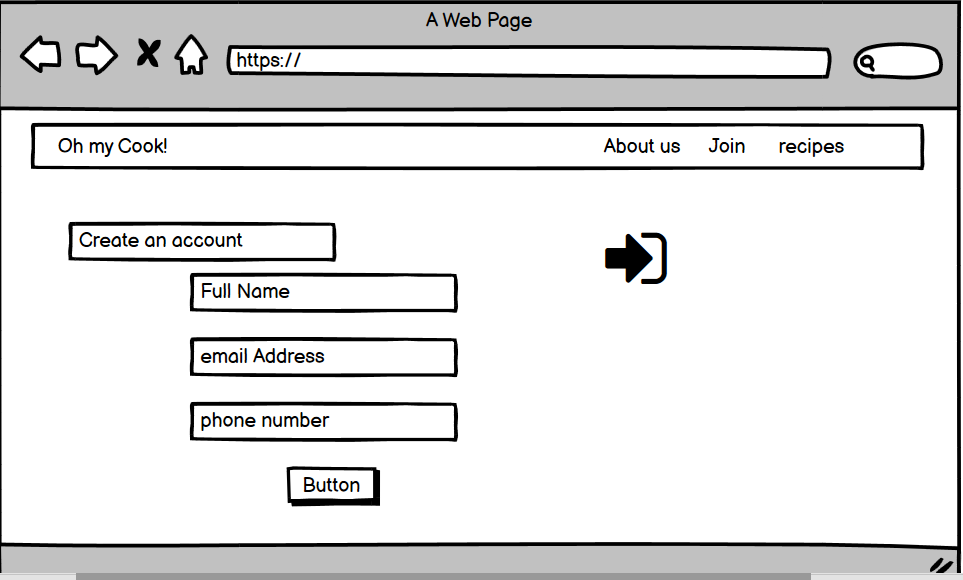 A Web Page
https://
Oh my Cook! About us Join recipes
Create an account
Full Name
email Address
phone number
Button